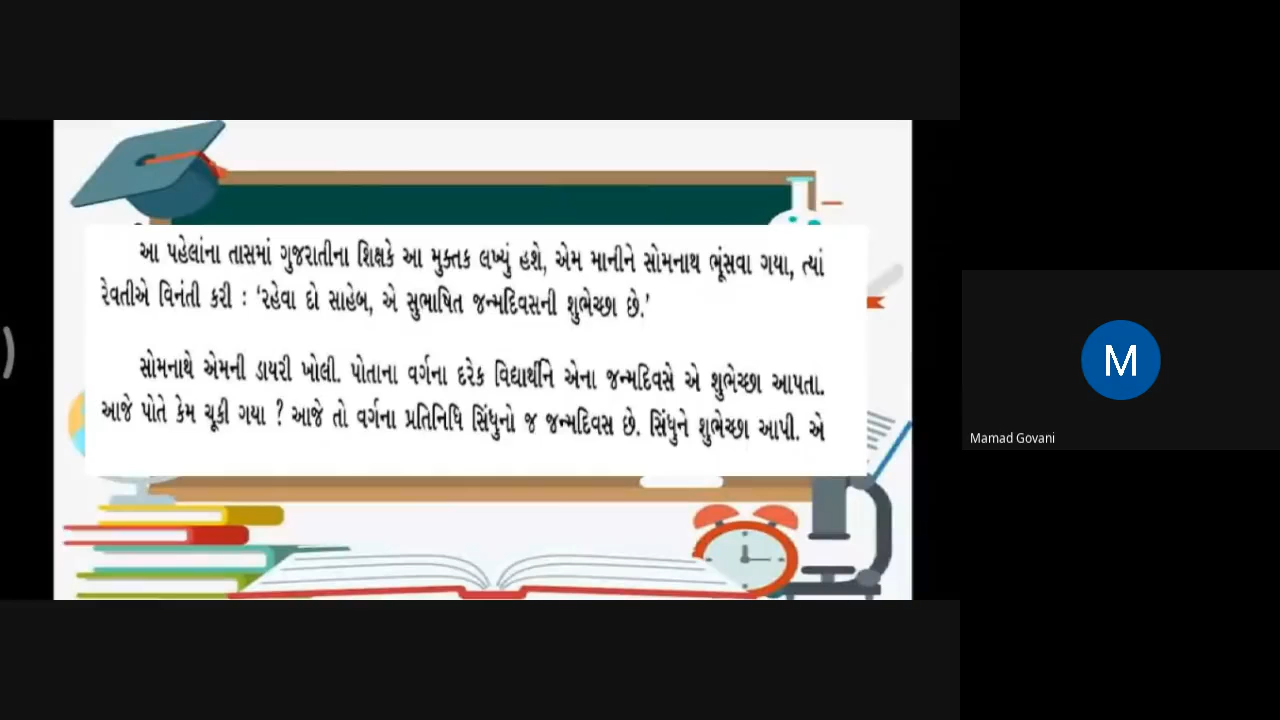 આ પહેલાંના તાસમાં ગુજરાતીના શિક્ષકે આ મુક્તક લખ્યું હશે, એમ માનીને સોમનાથ ભૂંસવા ગયા, ત્યાં
રેવતીએ વિનંતી કરી : ‘રહેવા દો સાહેબ, એ સુભાષિત જન્મદિવસની શુભેચ્છા છે.’
સોમનાથે એમની ડાયરી ખોલી. પોતાના વર્ગના દરેક વિદ્યાર્થીને એના જન્મદિવસે એ શુભેચ્છા આપતા.
આજે પોતે કેમ ચૂકી ગયા ? આજે તો વર્ગના પ્રતિનિધિ સિંધુનો જ જન્મદિવસ છે. સિંધુને શુભેચ્છા આપી. એ
M
Mamad Govani